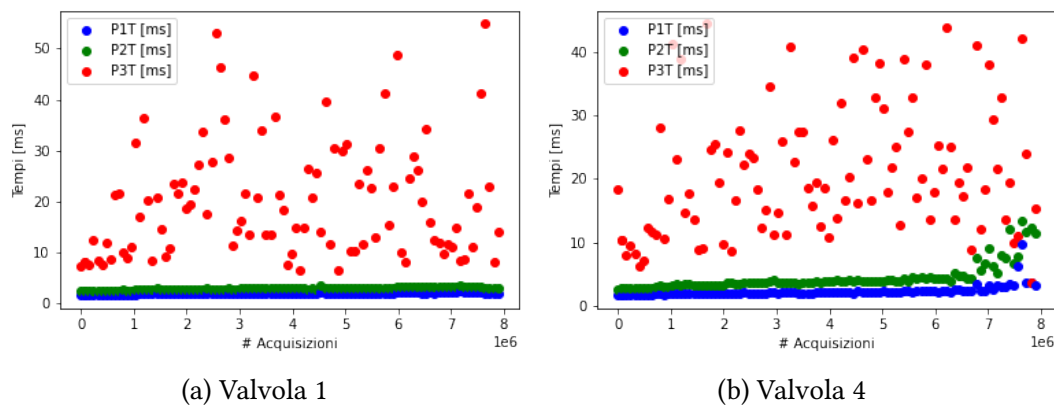 P1T [ms]
P2T [ms]
P3T [ms]
Tempi [ms]
50
40
30
20
10
0
0 1 2 3 4 5 6 7 8
1e6
# Acquisizioni
(a) Valvola 1
P1T [ms]
P2T [ms]
P3T [ms]
Tempi [ms]
40
30
20
10
0
0 1 2 3 4 5 6 7 8
1e6
# Acquisizioni
(b) Valvola 4